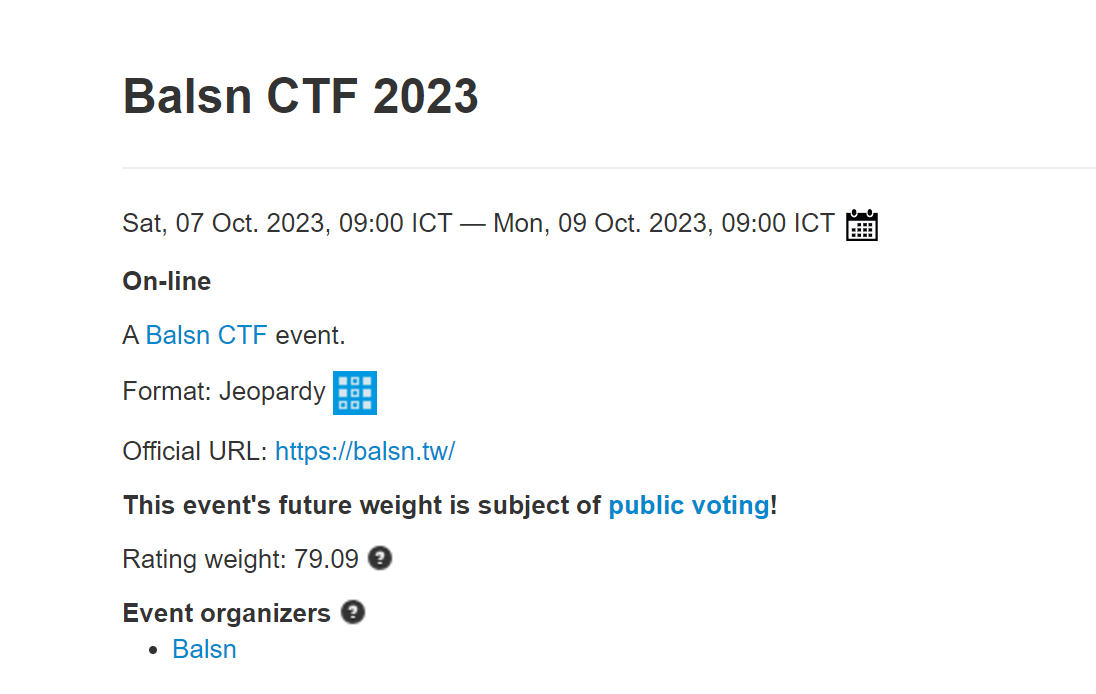 Balsn CTF 2023
Sat, 07 Oct. 2023, 09:00 ICT — Mon, 09 Oct. 2023, 09:00 ICT
On-line
A Balsn CTF event.
Format: Jeopardy
Official URL: https://balsn.tw/
This event's future weight is subject of public voting!
Rating weight: 79.09 ?
Event organizers ?
• Balsn